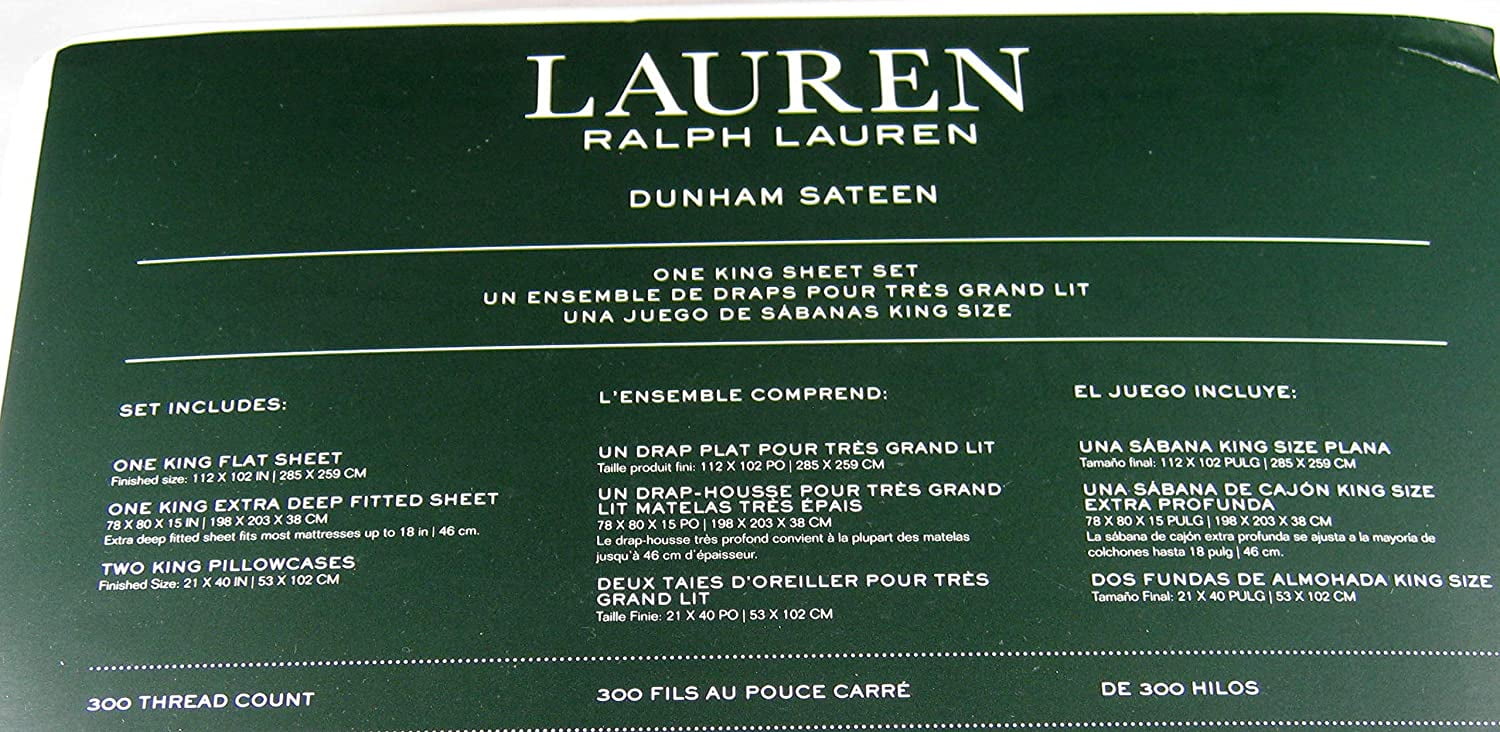 LAUREN
RALPH LAUREN
DUNHAM SATEEN
ONE KING SHEET SET
UN ENSEMBLE DE DRAPS POUR TRÈS GRAND LIT
UNA JUEGO DE SÁBANAS KING SIZE
SET INCLUDES:
ONE KING FLAT SHEET
Finished size: 112 X 102 IN | 285 X 259 CM
ONE KING EXTRA DEEP FITTED SHEET
78 X 80 X 15 IN | 198 X 203 X 38 CM
Extra deep fitted sheet fits most mattresses up to 18 in | 46 cm.
TWO KING PILLOWCASES
Finished Size: 21 X 40 IN | 53 X 102 CM
L'ENSEMBLE COMPREND:
UN DRAP PLAT POUR TRÈS GRAND LIT
Taille produit fini: 112 X 102 PO | 285 X 259 CM
UN DRAP-HOUSSE POUR TRÈS GRAND
LIT MATELAS TRÈS ÉPAIS
78 X 80 X 15 PO | 198 X 203 X 38 CM
Le drap-housse très profond convient à la plupart des matelas
jusqu'à 46 cm d'épaisseur.
DEUX TAIES D'OREILLER POUR TRÈS
GRAND LIT
Taille Finie: 21 X 40 PO | 53 X 102 CM
EL JUEGO INCLUYE:
UNA SÁBANA KING SIZE PLANA
Tamaño final: 112 X 102 PULG | 285 X 259 CM
UNA SÁBANA DE CAJÓN KING SIZE
EXTRA PROFUNDA
78 X 80 X 15 PULG | 198 X 203 X 38 CM
La sábana de cajón extra profunda se ajusta a la mayoría de
colchones hasta 18 pulg | 46 cm.
DOS FUNDAS DE ALMOHADA KING SIZE
Tamaño Final: 21 X 40 PULG | 53 X 102 CM
300 THREAD COUNT
300 FILS AU POUCE CARRÉ
DE 300 HILOS